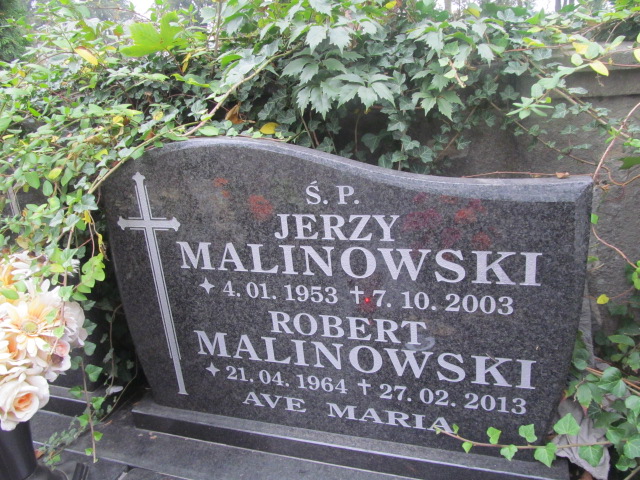 Ś. P.
JERZY
MALINOWSKI
✦ 4. 01. 1953 ✝ 7. 10. 2003
ROBERT
MALINOWSKI
✦ 21. 04. 1964 ✝ 27. 02. 2013
AVE MARIA